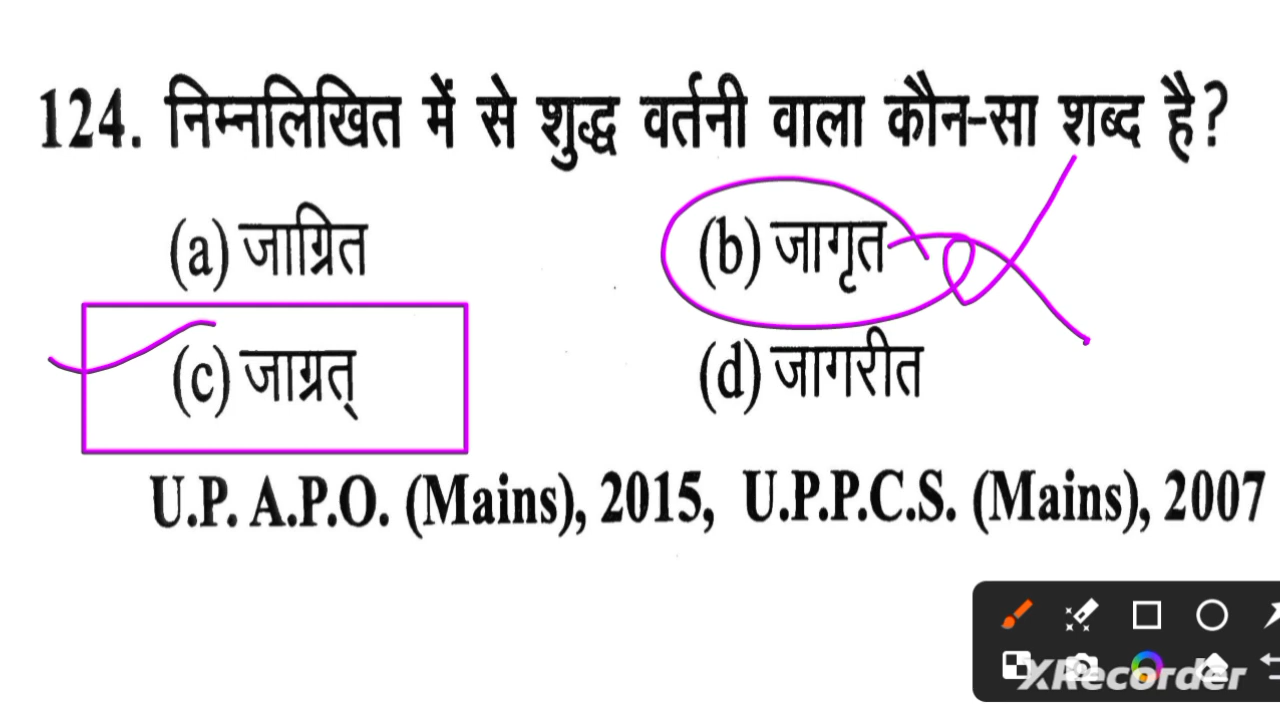 124. निम्नलिखित में से शुद्ध वर्तनी वाला कौन-सा शब्द है?
(a) जाग्रित (b) जागृत
(c) जाग्रत् (d) जागरीत
U.P. A.P.O. (Mains), 2015, U.P.P.C.S. (Mains), 2007
XRecorder